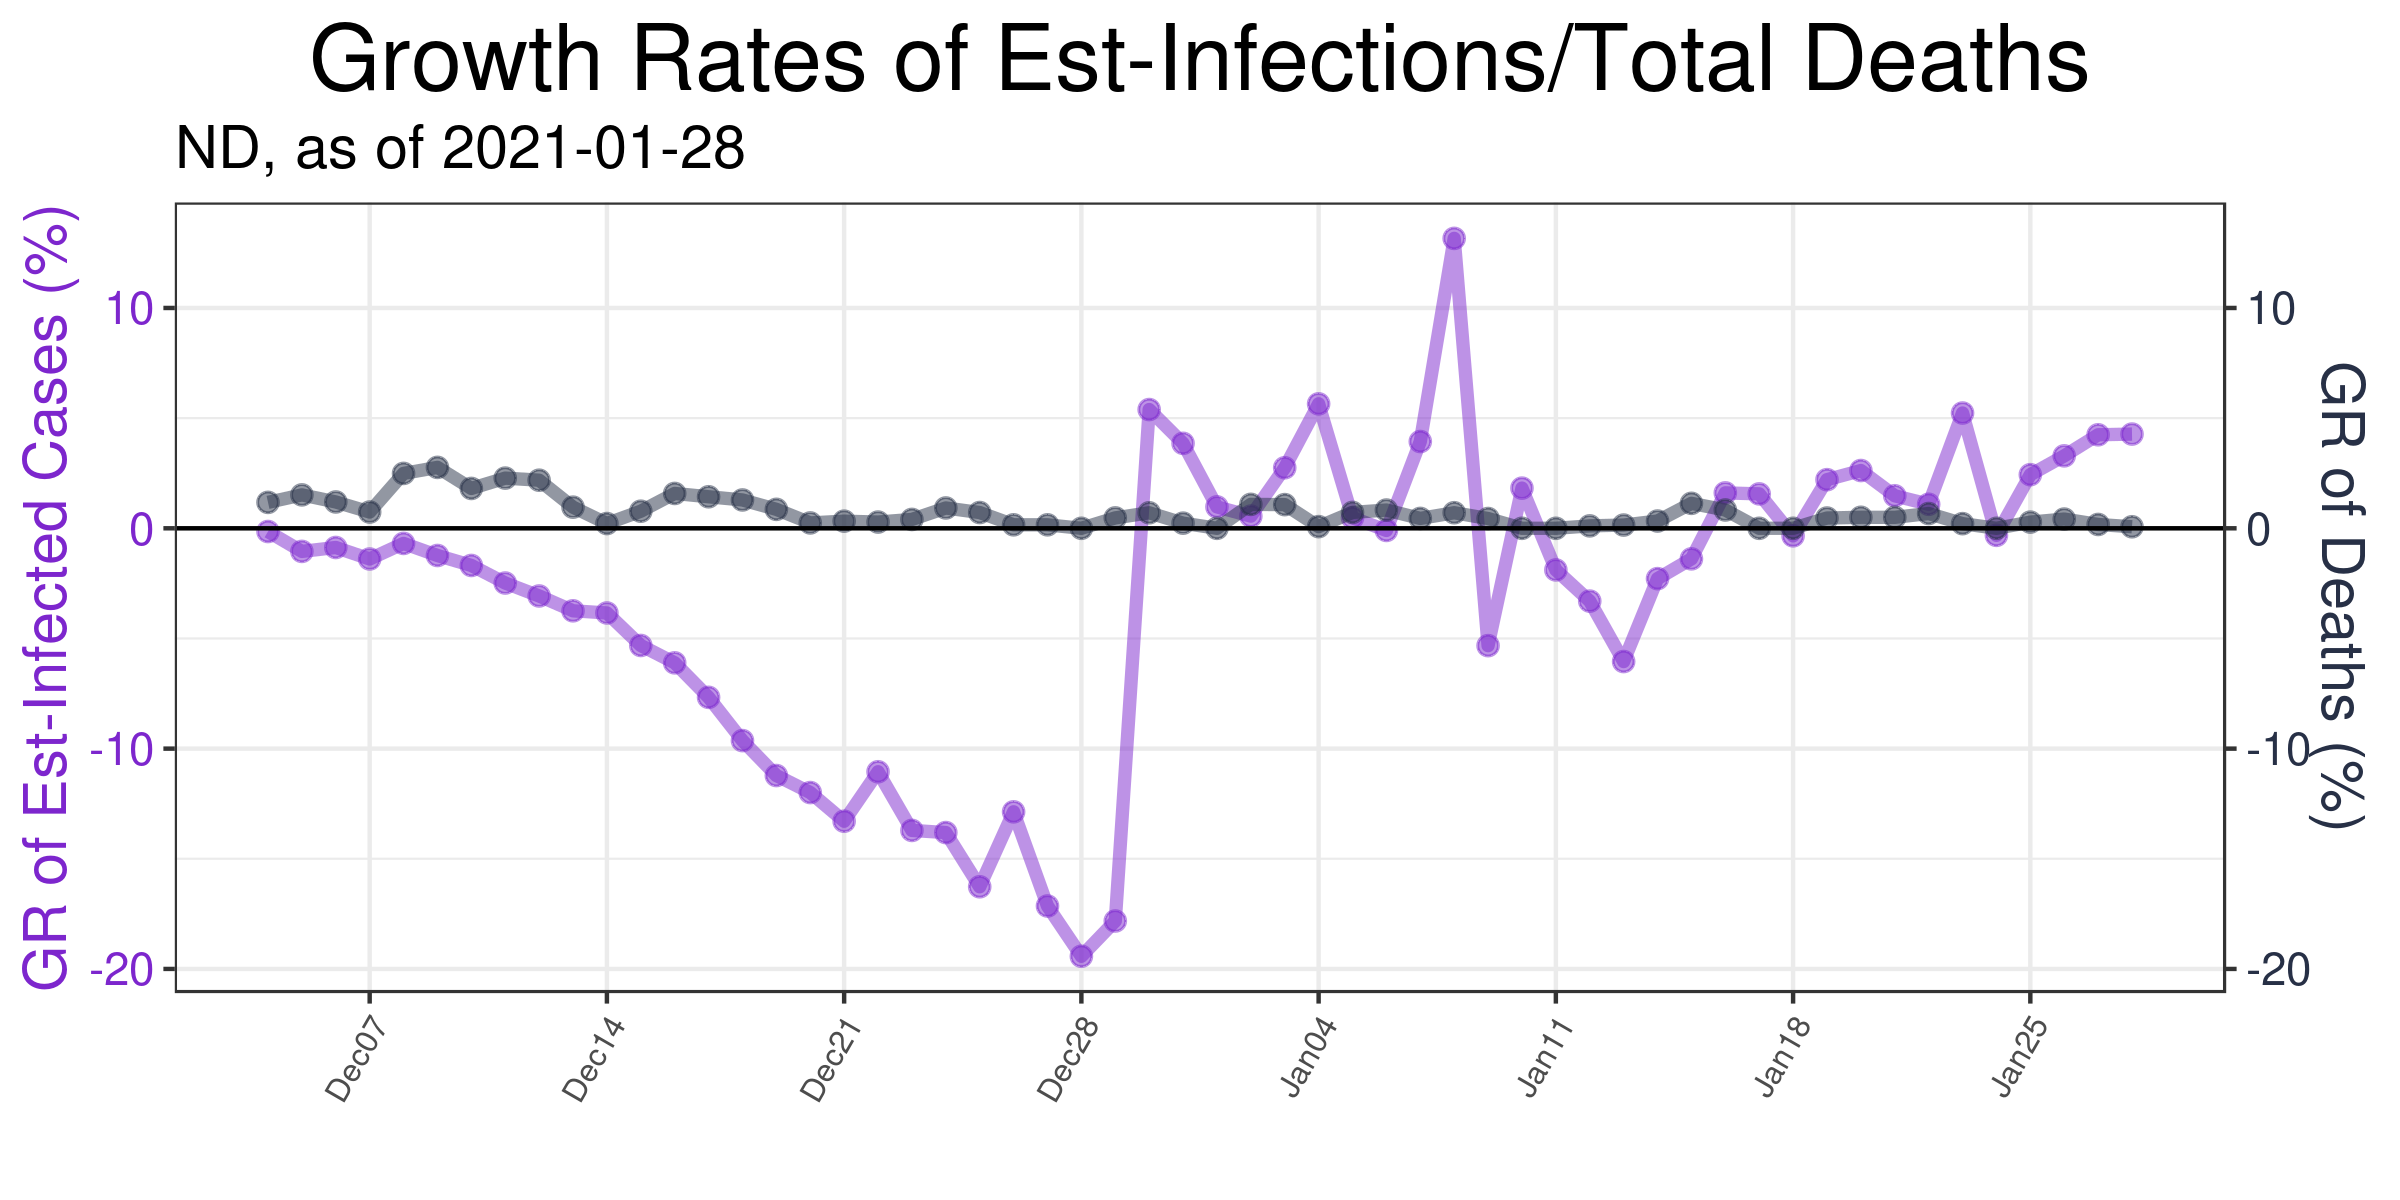 Growth Rates of Est-Infections/Total Deaths
ND, as of 2021-01-28
GR of Est-Infected Cases (%)
10
0
-10
-20
10
0
-10
-20
GR of Deaths (%)
Dec07
Dec14
Dec21
Dec28
Jan04
Jan11
Jan18
Jan25